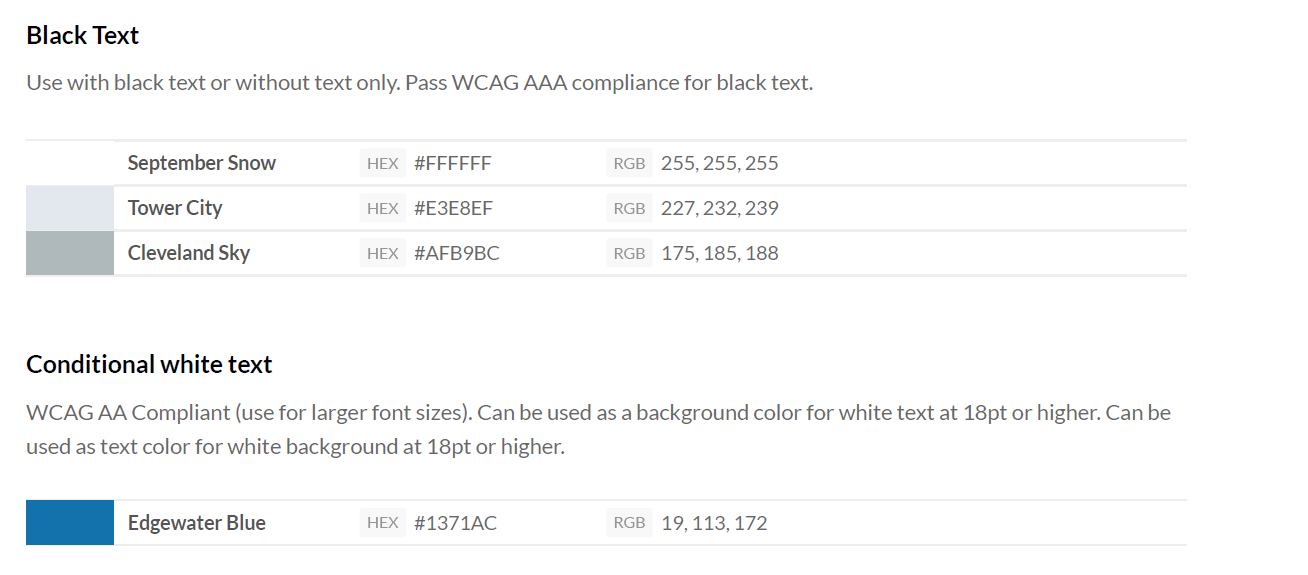 Black Text
Use with black text or without text only. Pass WCAG AAA compliance for black text.
September Snow HEX #FFFFFF RGB 255, 255, 255
Tower City HEX #E3E8EF RGB 227, 232, 239
Cleveland Sky HEX #AFB9BC RGB 175, 185, 188
Conditional white text
WCAG AA Compliant (use for larger font sizes). Can be used as a background color for white text at 18pt or higher. Can be
used as text color for white background at 18pt or higher.
Edgewater Blue HEX #1371AC RGB 19, 113, 172